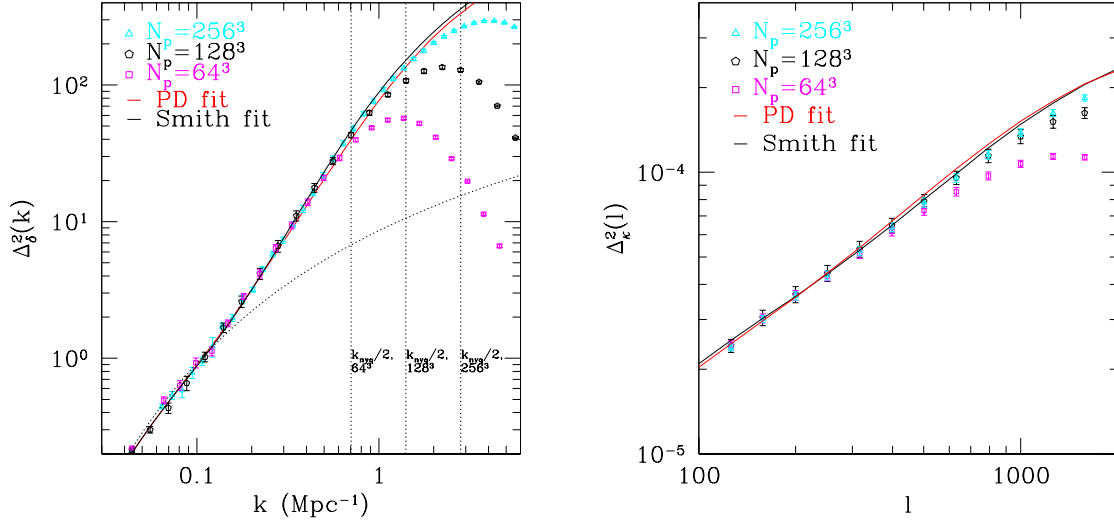 N_p=256³
N_p=128³
N_p=64³
PD fit
Smith fit
10²
10¹
10⁰
Δ²_δ(k)
k_nyq/2,
64³
k_nyq/2,
128³
k_nyq/2,
256³
0.1
1
k (Mpc⁻¹)
N_p=256³
N_p=128³
N_p=64³
PD fit
Smith fit
10⁻⁴
10⁻⁵
Δ²_κ(l)
100
1000
l